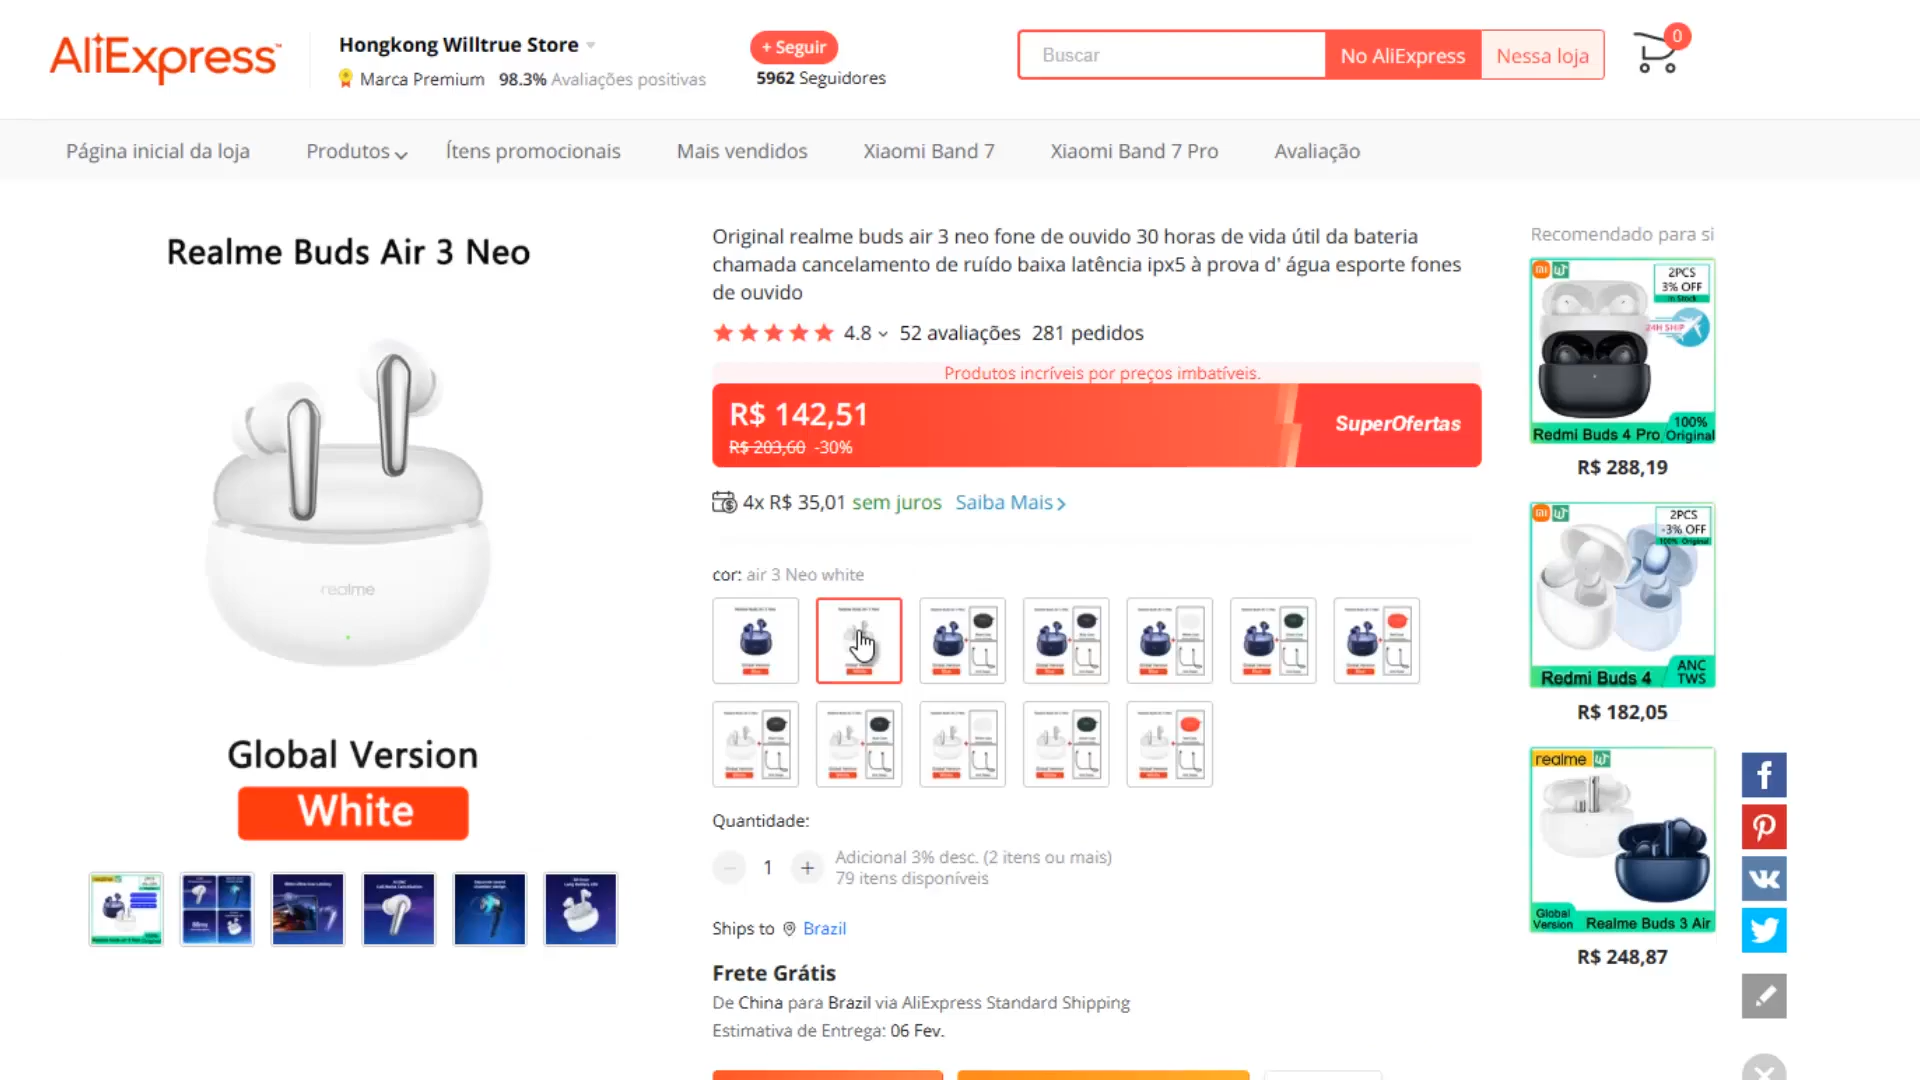 AliExpress™
Hongkong Willtrue Store
Marca Premium 98.3% Avaliações positivas
+ Seguir
5962 Seguidores
Buscar
No AliExpress
Nessa loja
0
Página inicial da loja
Produtos
Ítens promocionais
Mais vendidos
Xiaomi Band 7
Xiaomi Band 7 Pro
Avaliação
Realme Buds Air 3 Neo
realme
Global Version
White
Original realme buds air 3 neo fone de ouvido 30 horas de vida útil da bateria
chamada cancelamento de ruído baixa latência ipx5 à prova d' água esporte fones
de ouvido
4.8 52 avaliações 281 pedidos
Produtos incríveis por preços imbatíveis.
R$ 142,51
R$ 203,60 -30%
SuperOfertas
4x R$ 35,01 sem juros Saiba Mais
cor: air 3 Neo white
Quantidade:
1
Adicional 3% desc. (2 itens ou mais)
79 itens disponíveis
Ships to Brazil
Frete Grátis
De China para Brazil via AliExpress Standard Shipping
Estimativa de Entrega: 06 Fev.
Recomendado para si
2PCS
3% OFF
In Stock
24H SHIP
100%
Redmi Buds 4 Pro Original
R$ 288,19
2PCS
-3% OFF
100% Original
ANC
Redmi Buds 4 TWS
R$ 182,05
realme
Global
Version Realme Buds 3 Air
R$ 248,87